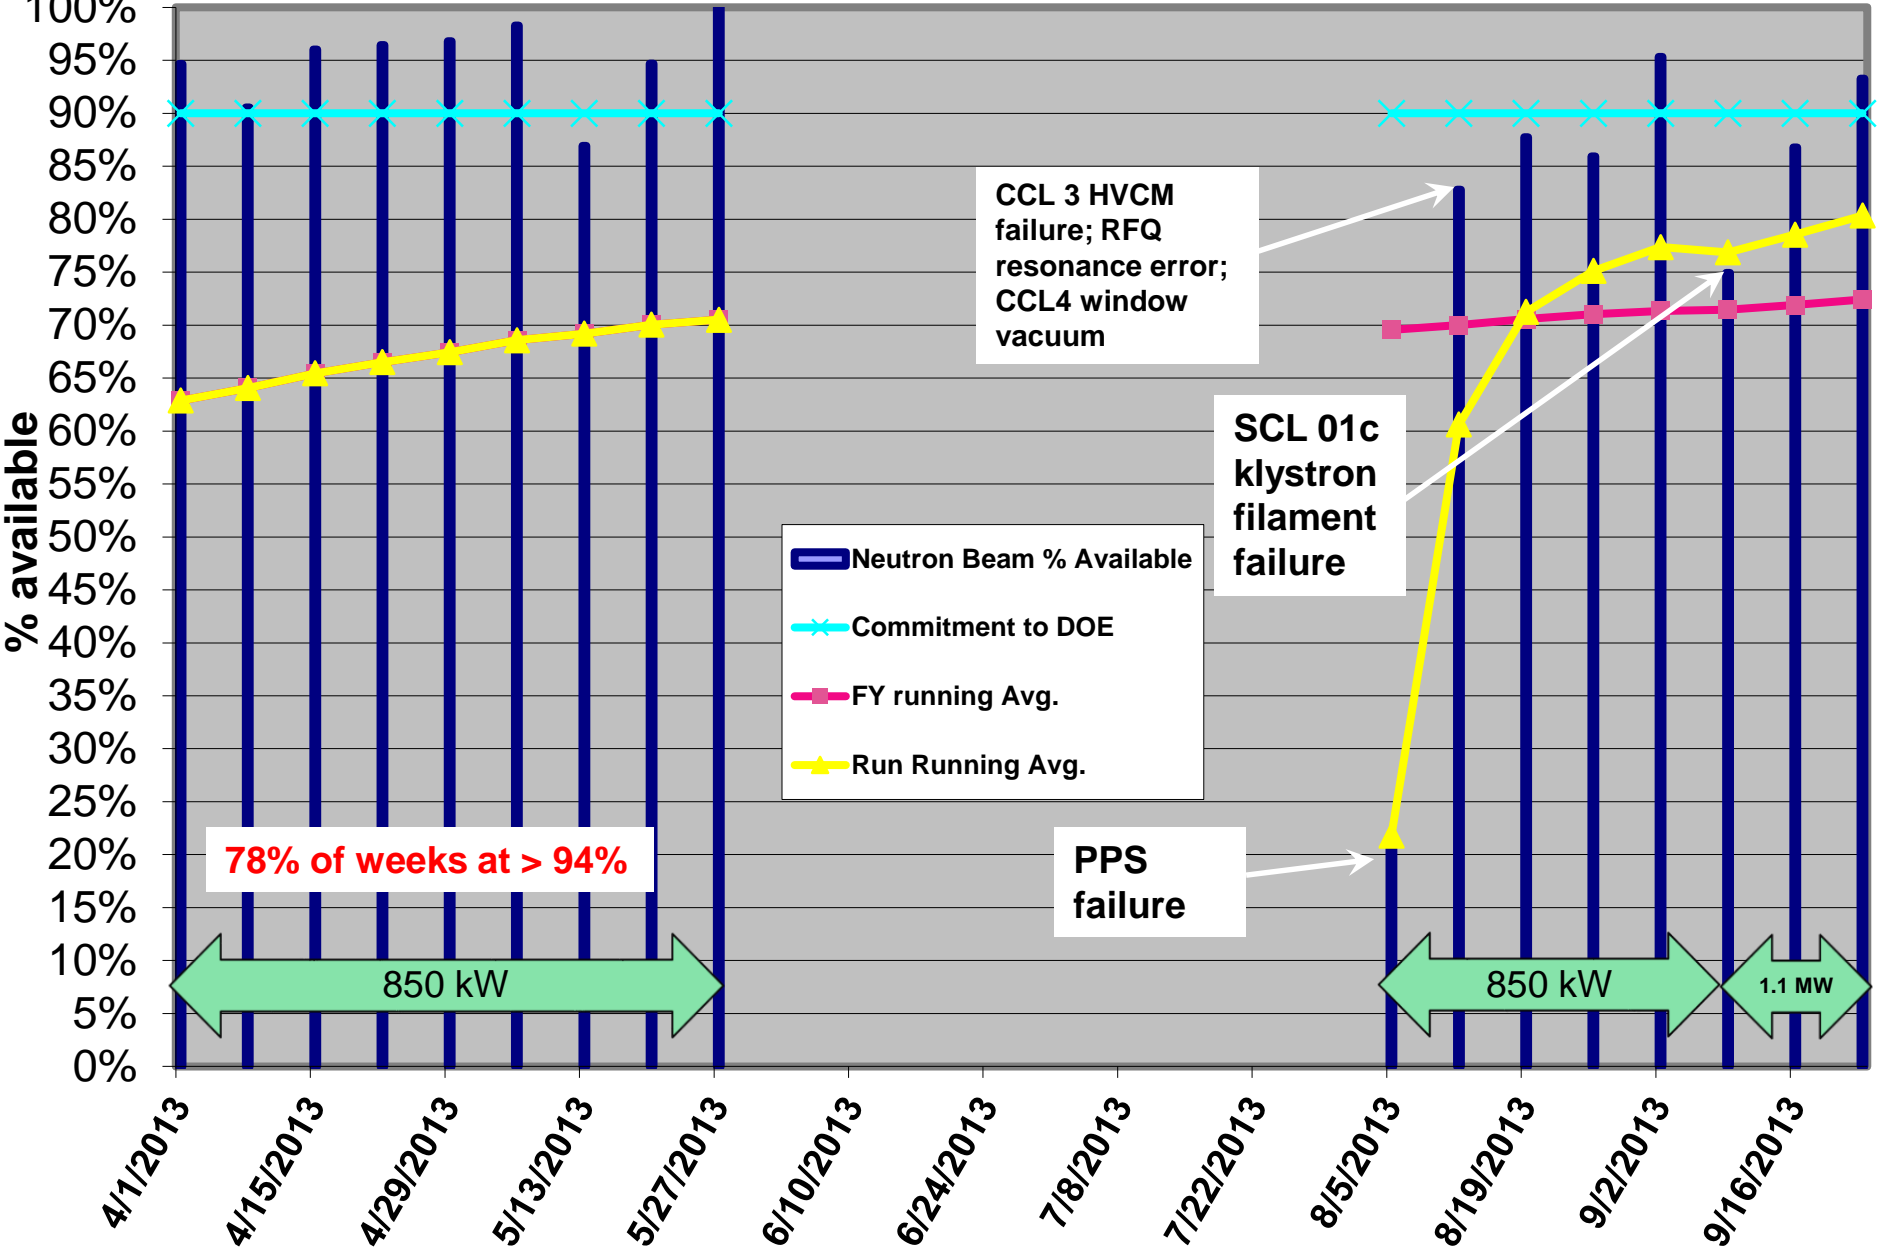 100%
95%
90%
85%
80%
75%
70%
65%
60%
55%
50%
45%
40%
35%
30%
25%
20%
15%
10%
5%
0%
% available
CCL 3 HVCM
failure; RFQ
resonance error;
CCL4 window
vacuum
SCL 01c
klystron
filament
failure
Neutron Beam % Available
Commitment to DOE
FY running Avg.
Run Running Avg.
78% of weeks at > 94%
PPS
failure
850 kW
850 kW
1.1 MW
4/1/2013
4/15/2013
4/29/2013
5/13/2013
5/27/2013
6/10/2013
6/24/2013
7/8/2013
7/22/2013
8/5/2013
8/19/2013
9/2/2013
9/16/2013